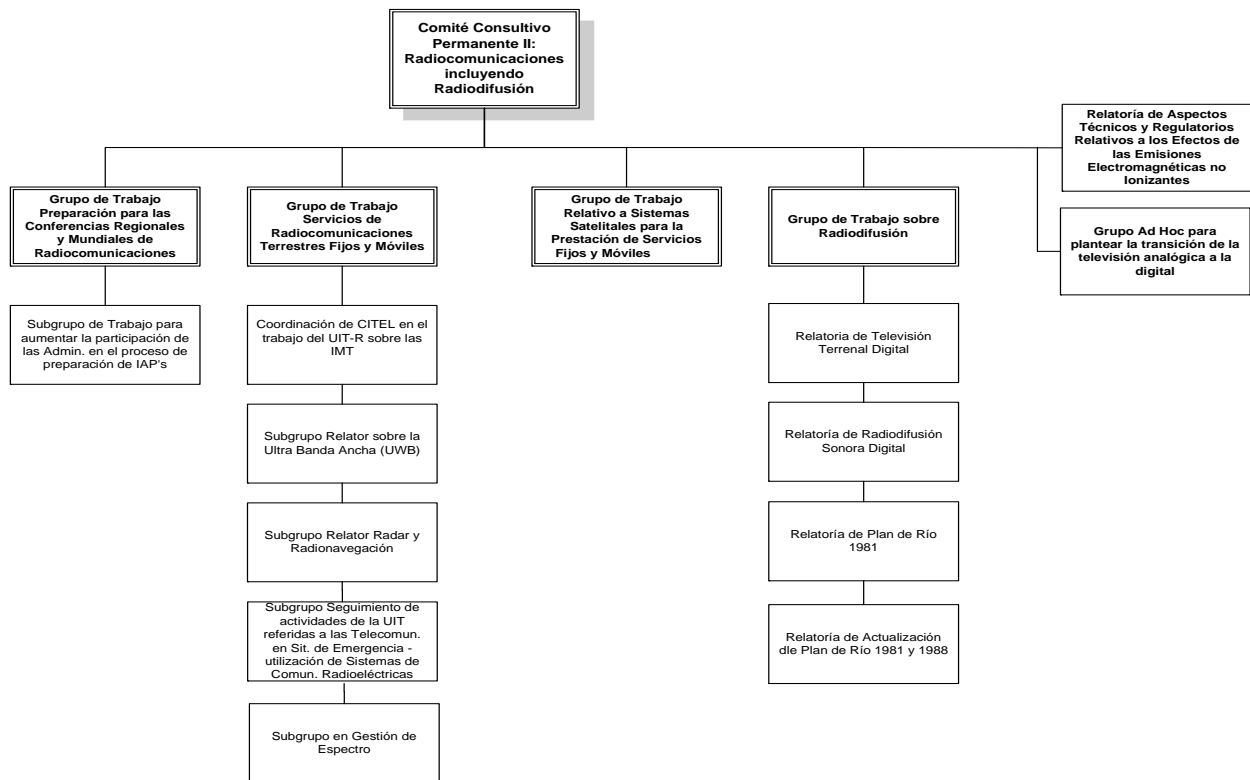 Comité Consultivo
Permanente II:
Radiocomunicaciones
incluyendo
Radiodifusión
Relatoría de Aspectos
Técnicos y Regulatorios
Relativos a los Efectos de
las Emisiones
Electromagnéticas no
Ionizantes
Grupo Ad Hoc para
plantear la transición de la
televisión analógica a la
digital
Grupo de Trabajo
Preparación para las
Conferencias Regionales
y Mundiales de
Radiocomunicaciones
Subgrupo de Trabajo para
aumentar la participación de
las Admin. en el proceso de
preparación de IAP's
Grupo de Trabajo
Servicios de
Radiocomunicaciones
Terrestres Fijos y Móviles
Coordinación de CITEL en el
trabajo del UIT-R sobre las
IMT
Subgrupo Relator sobre la
Ultra Banda Ancha (UWB)
Subgrupo Relator Radar y
Radionavegación
Subgrupo Seguimiento de
actividades de la UIT
referidas a las Telecomun.
en Sit. de Emergencia -
utilización de Sistemas de
Comun. Radioeléctricas
Subgrupo en Gestión de
Espectro
Grupo de Trabajo
Relativo a Sistemas
Satelitales para la
Prestación de Servicios
Fijos y Móviles
Grupo de Trabajo sobre
Radiodifusión
Relatoria de Televisión
Terrenal Digital
Relatoría de Radiodifusión
Sonora Digital
Relatoría de Plan de Río
1981
Relatoría de Actualización
dle Plan de Río 1981 y 1988